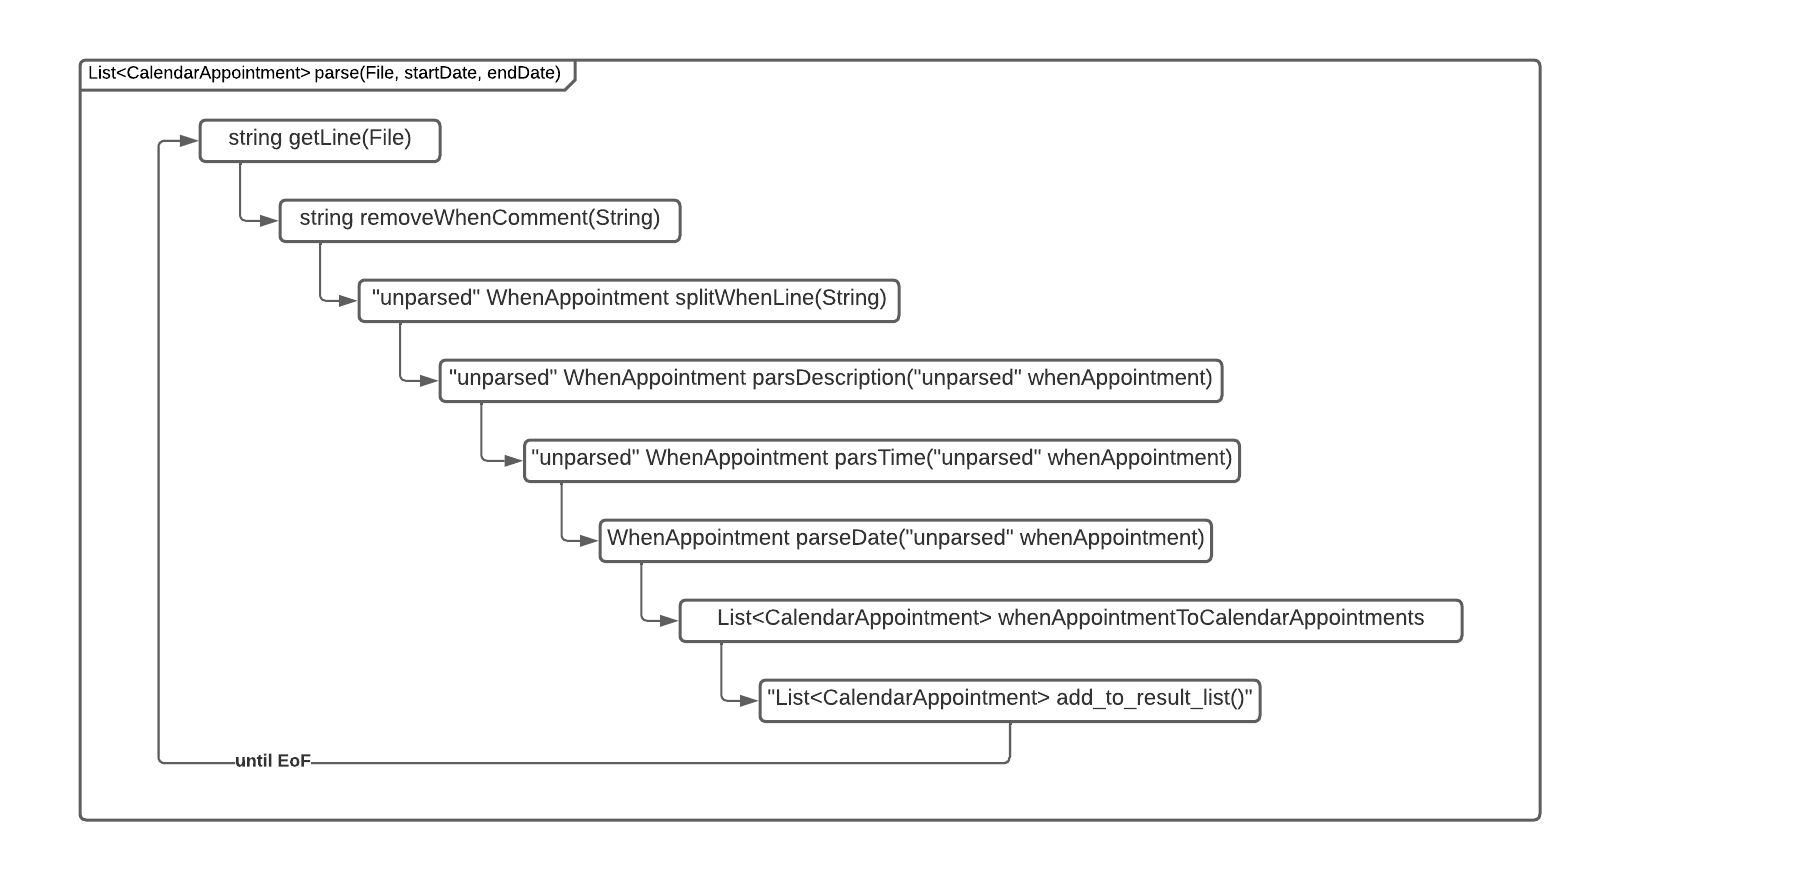 List<CalendarAppointment> parse(File, startDate, endDate)
string getLine(File)
string removeWhenComment(String)
"unparsed" WhenAppointment splitWhenLine(String)
"unparsed" WhenAppointment parsDescription("unparsed" whenAppointment)
"unparsed" WhenAppointment parsTime("unparsed" whenAppointment)
WhenAppointment parseDate("unparsed" whenAppointment)
List<CalendarAppointment> whenAppointmentToCalendarAppointments
"List<CalendarAppointment> add_to_result_list()"
until EoF